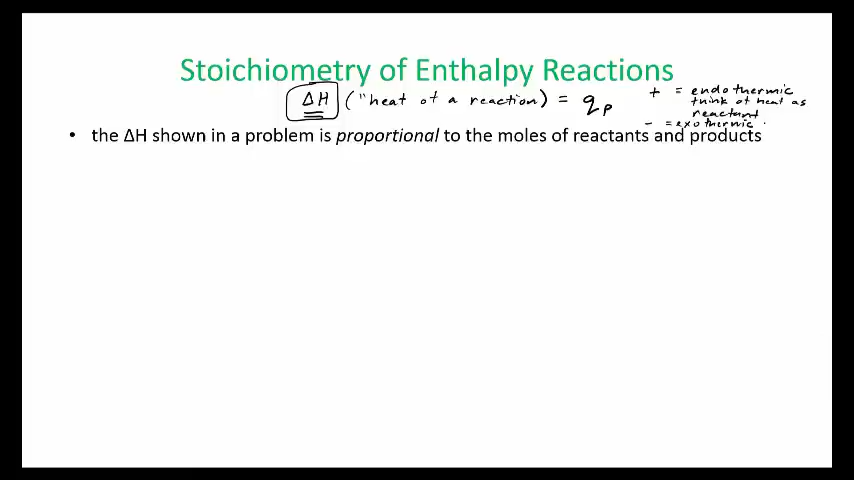 Stoichiometry of Enthalpy Reactions
ΔH ("heat of a reaction) = qp
+ = endothermic
think of heat as
reactant
- = exothermic
• the ΔH shown in a problem is proportional to the moles of reactants and products